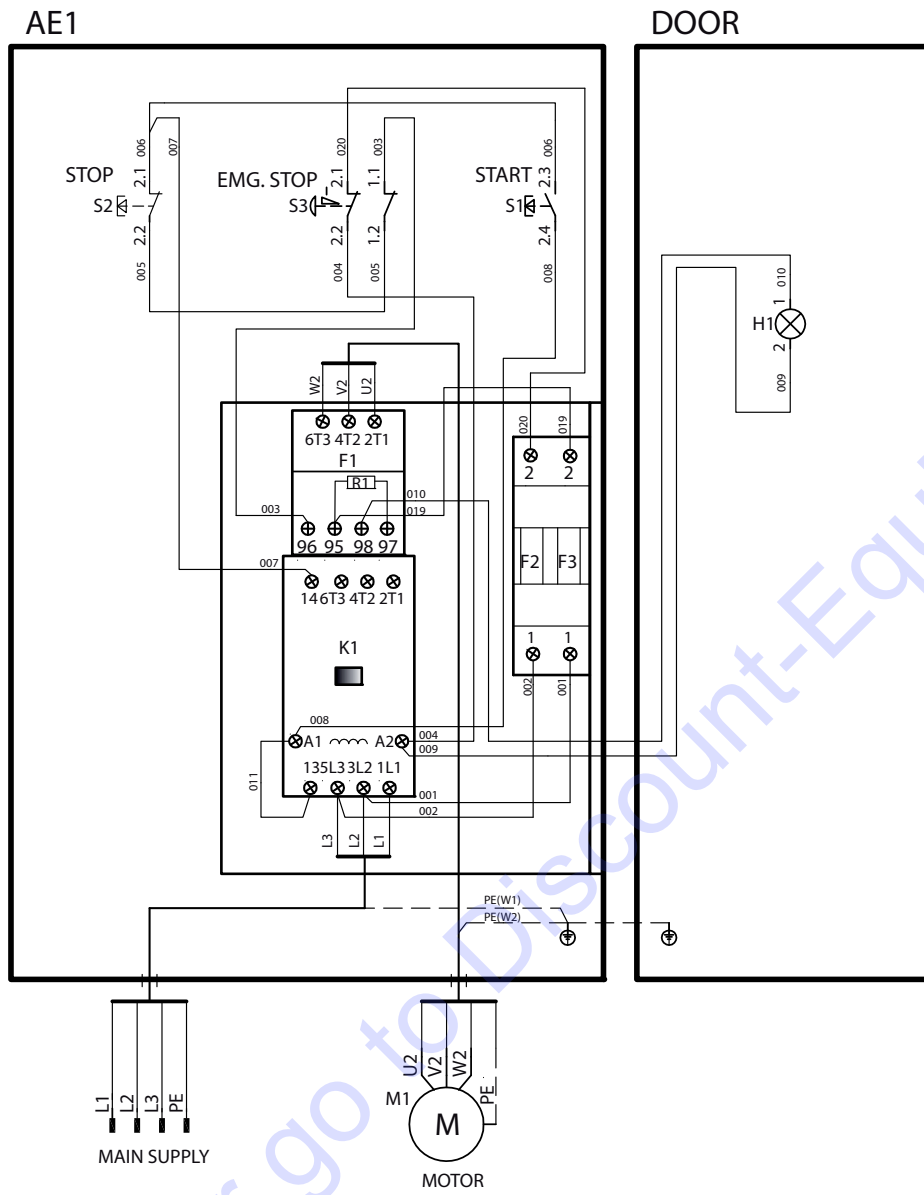 AE1
DOOR
006
007
020
003
006
STOP
2.1
EMG. STOP
2.1
1.1
START
2.3
S2
S3
S1
2.2
2.2
1.2
2.4
005
004
005
008
010
1
H1
2
009
W2
V2
U2
020
019
6T3 4T2 2T1
F1
2
2
R1
010
003
019
96 95 98 97
007
F2
F3
14 6T3 4T2 2T1
K1
1
1
002
001
008
A1
A2
004
009
011
13 5L3 3L2 1L1
001
002
L3
L2
L1
PE(W1)
PE(W2)
L1
L2
L3
PE
U2
V2
W2
PE
M1
M
MAIN SUPPLY
MOTOR
f go to Discount-Equ